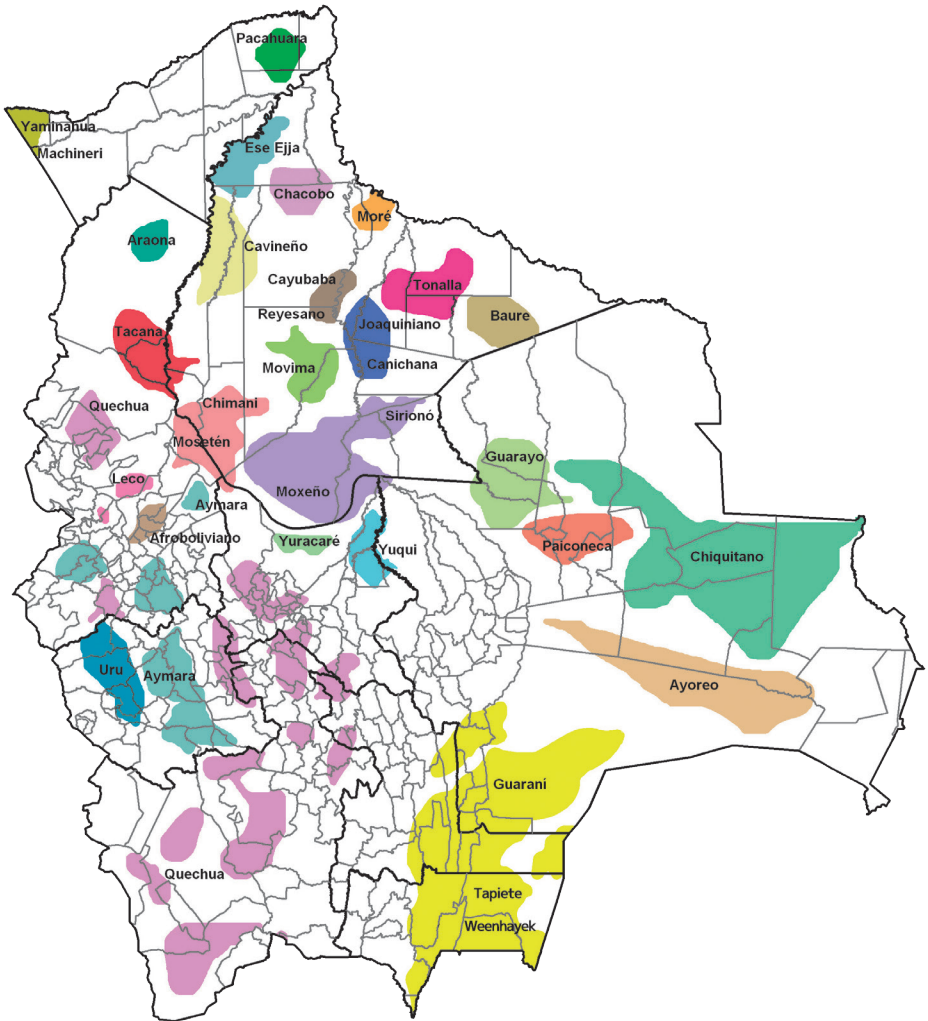 Pacahuara
Yaminahua
Machineri
Ese Ejja
Chacobo
Moré
Araona
Cavineño
Cayubaba
Tonalla
Reyesano
Joaquiniano
Baure
Tacana
Movima
Canichana
Quechua
Chimani
Sirionó
Mosetén
Guarayo
Leco
Moxeño
Aymara
Afroboliviano
Yuracaré
Yuqui
Paiconeca
Chiquitano
Uru
Aymara
Ayoreo
Guaraní
Quechua
Tapiete
Weenhayek